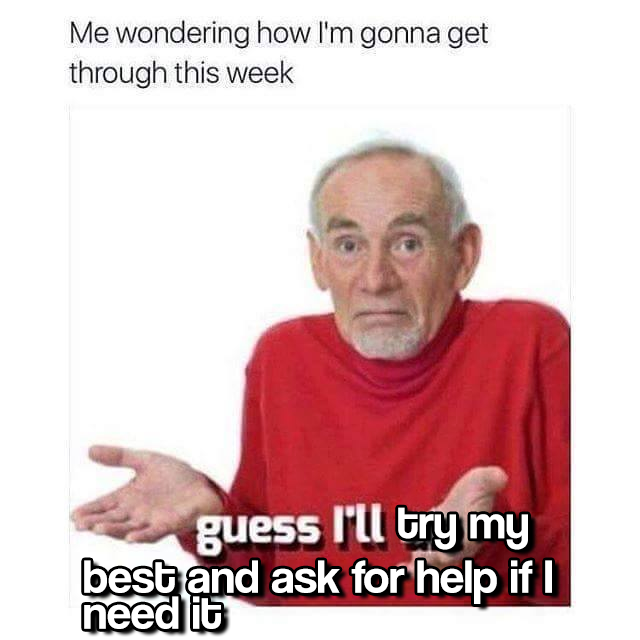 Me wondering how I'm gonna get
through this week
guess I'll try my
best and ask for help if I
need it